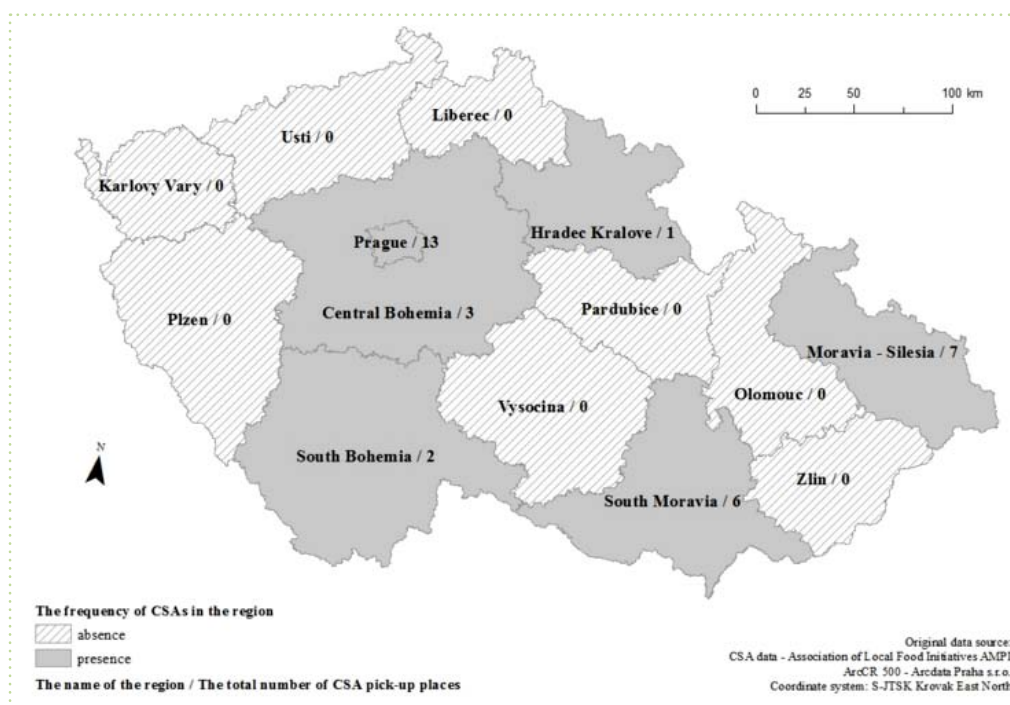 0 25 50 100 km
Liberec / 0
Usti / 0
Karlovy Vary / 0
Hradec Kralove / 1
Prague / 13
Pardubice / 0
Central Bohemia / 3
Plzen / 0
Moravia - Silesia / 7
Olomouc / 0
Vysocina / 0
N
South Bohemia / 2
Zlin / 0
South Moravia / 6
The frequency of CSAs in the region
absence
presence
The name of the region / The total number of CSA pick-up places
Original data source:
CSA data - Association of Local Food Initiatives AMPI
ArcCR 500 - Arcdata Praha s.r.o.
Coordinate system: S-JTSK Krovak East North